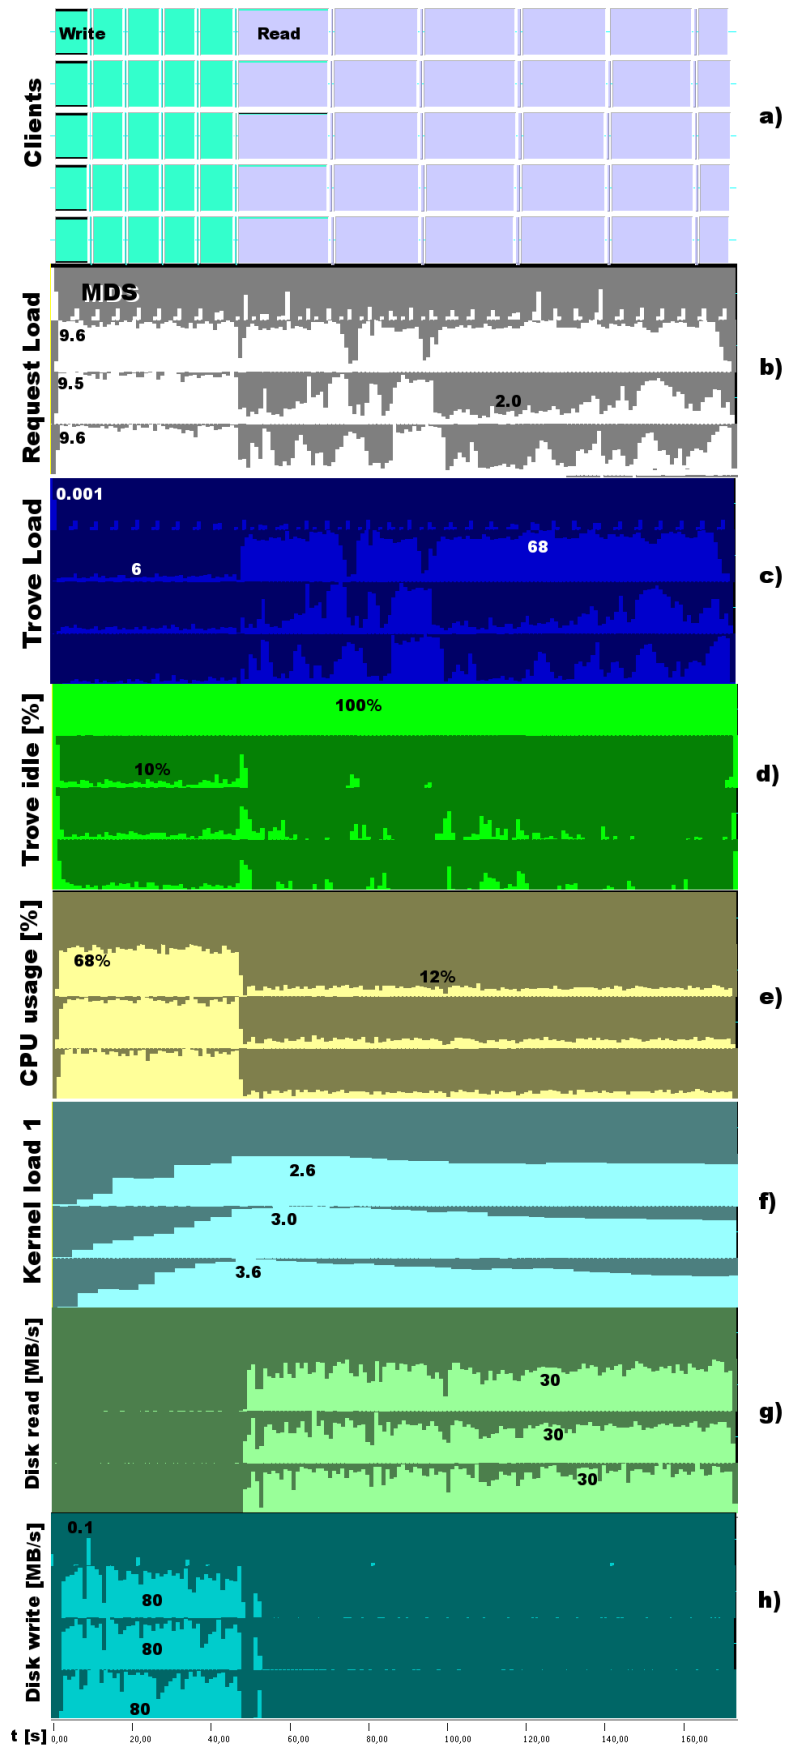 Write
Read
Clients
a)
MDS
Request Load
9.6
9.5
2.0
9.6
b)
0.001
Trove Load
6
68
c)
Trove idle [%]
100%
10%
d)
CPU usage [%]
68%
12%
e)
Kernel load 1
2.6
3.0
3.6
f)
Disk read [MB/s]
30
30
30
g)
Disk write [MB/s]
0.1
80
80
80
h)
t [s]
0,00 20,00 40,00 60,00 80,00 100,00 120,00 140,00 160,00